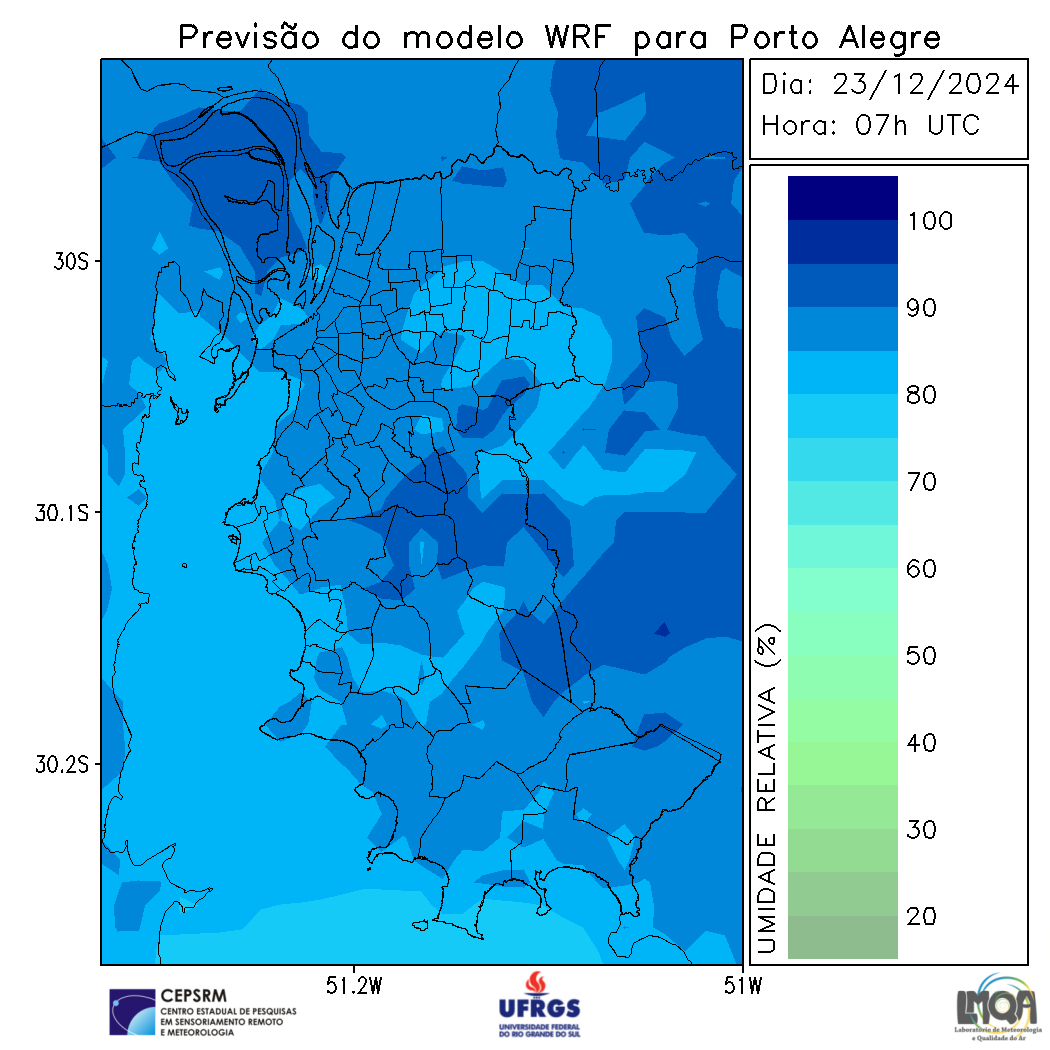 Previsão do modelo WRF para Porto Alegre
Dia: 23/12/2024
Hora: 07h UTC
30S
30.1S
30.2S
51.2W
51W
100
90
80
70
60
50
40
30
20
UMIDADE RELATIVA (%)
CEPSRM
CENTRO ESTADUAL DE PESQUISAS
EM SENSORIAMENTO REMOTO
E METEOROLOGIA
UFRGS
UNIVERSIDADE FEDERAL
DO RIO GRANDE DO SUL
LMQA
Laboratório de Meteorologia
e Qualidade do Ar